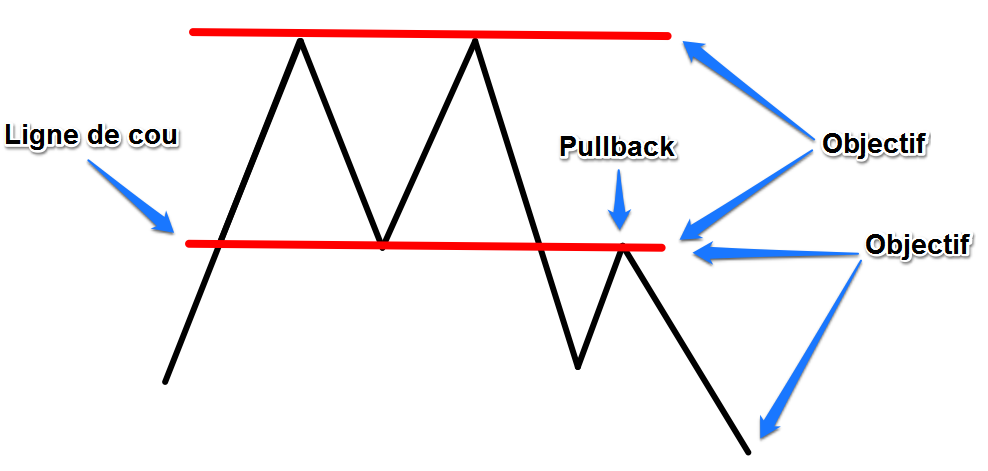 Ligne de cou
Pullback
Objectif
Objectif